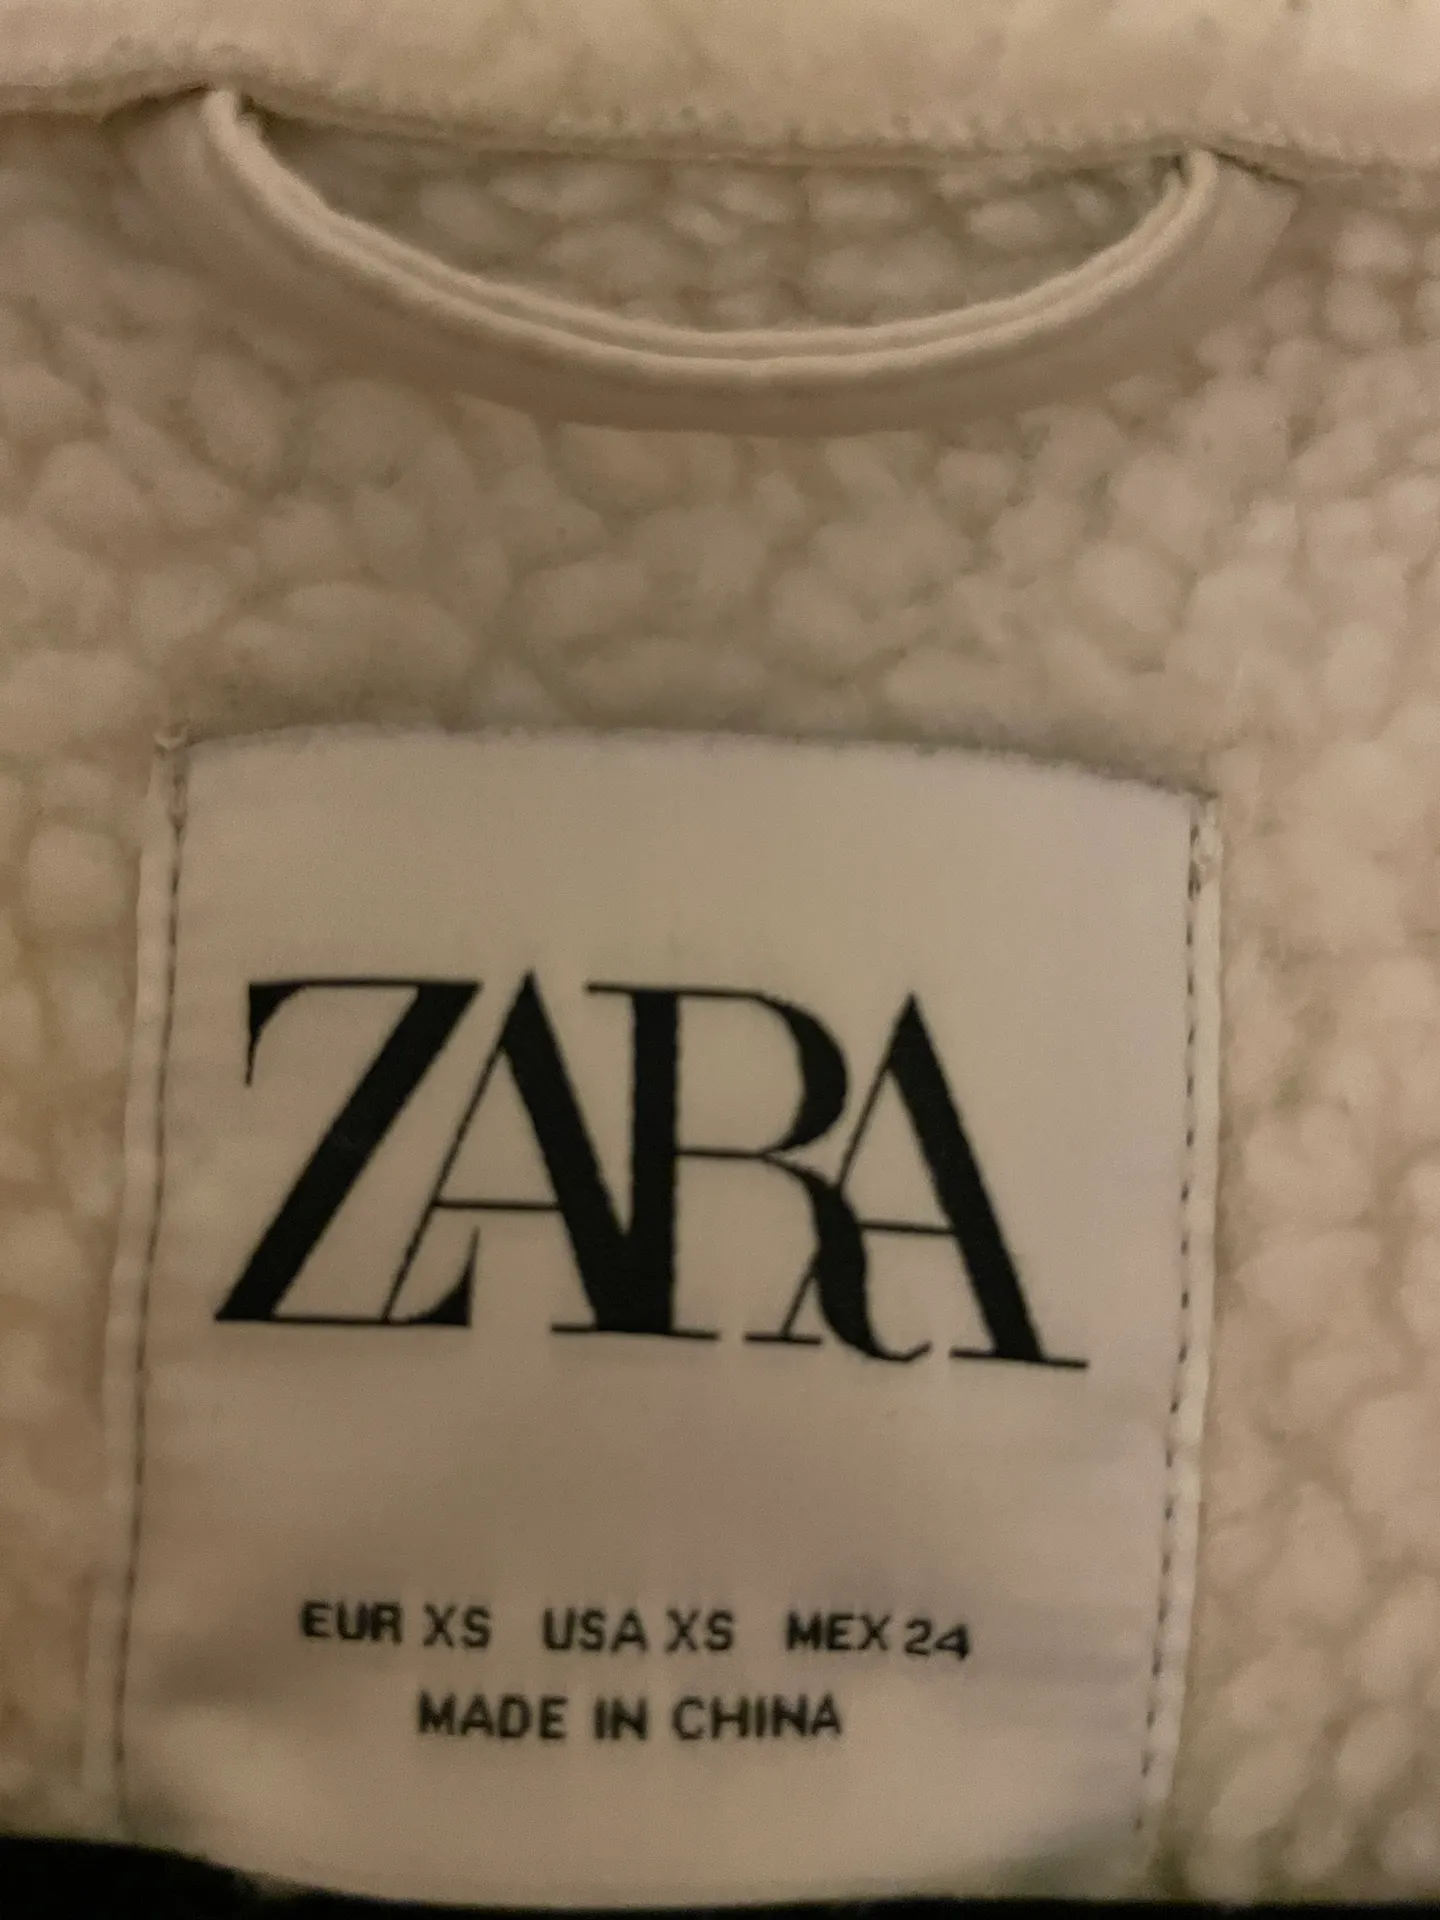 ZARA
EUR XS USA XS MEX 24
MADE IN CHINA